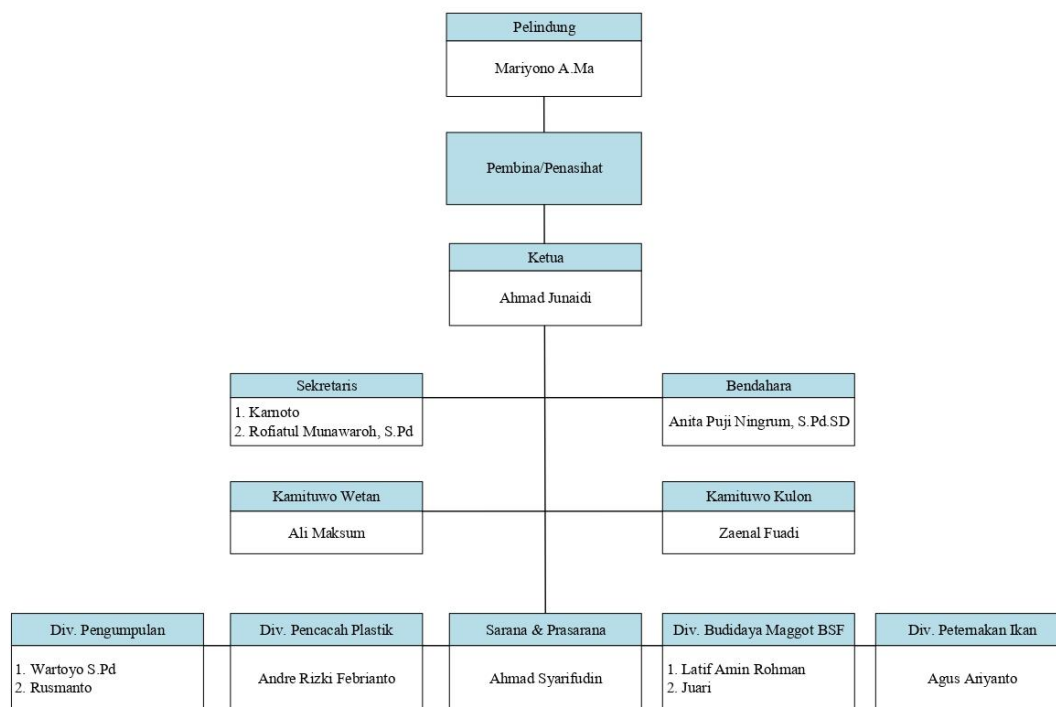 Pelindung
Mariyono A.Ma
Pembina/Penasihat
Ketua
Ahmad Junaidi
Sekretaris
1. Karnoto
2. Rofiatul Munawaroh, S.Pd
Bendahara
Anita Puji Ningrum, S.Pd.SD
Kamituwo Wetan
Ali Maksum
Kamituwo Kulon
Zaenal Fuadi
Div. Pengumpulan
1. Wartoyo S.Pd
2. Rusmanto
Div. Pencacah Plastik
Andre Rizki Febrianto
Sarana & Prasarana
Ahmad Syarifudin
Div. Budidaya Maggot BSF
1. Latif Amin Rohman
2. Juari
Div. Peternakan Ikan
Agus Ariyanto